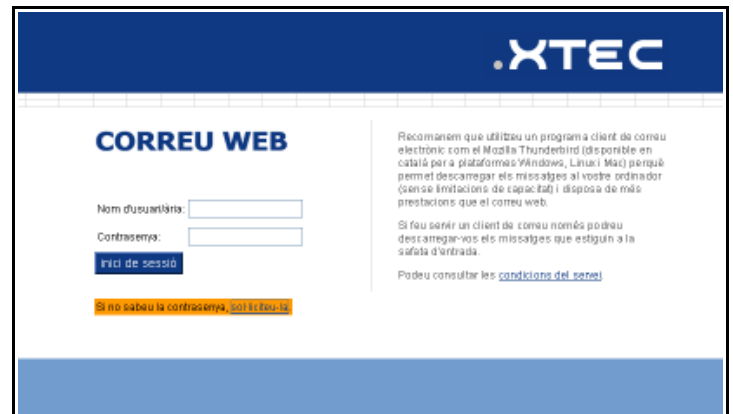 .XTEC
CORREU WEB
Nom d'usuari/ària:
Contrasenya:
inici de sessió
Si no sabeu la contrasenya, sol·liciteu-la.
Recomanem que utilitzeu un programa client de correu
electrònic com el Mozilla Thunderbird (disponible en
català per a plataformes Windows, Linux i Mac) perquè
permet descarregar els missatges al vostre ordinador
(sense limitacions de capacitat) i disposa de més
prestacions que el correu web.
Si feu servir un client de correu només podreu
descarregar-vos els missatges que estiguin a la
safata d'entrada.
Podeu consultar les condicions del servei.